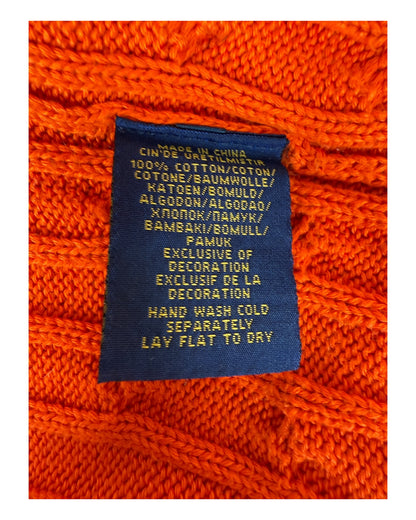 MADE IN CHINA
CIN'DE URETILMISTIR
100% COTTON/COTON/
COTONE/BAUMWOLLE/
KATOEN/BOMULD/
ALGODON/ALGODAO/
ХЛОПОК/ПАМУК/
BAMBAKI/BOMULL/
PAMUK
EXCLUSIVE OF
DECORATION
EXCLUSIF DE LA
DECORATION
HAND WASH COLD
SEPARATELY
LAY FLAT TO DRY